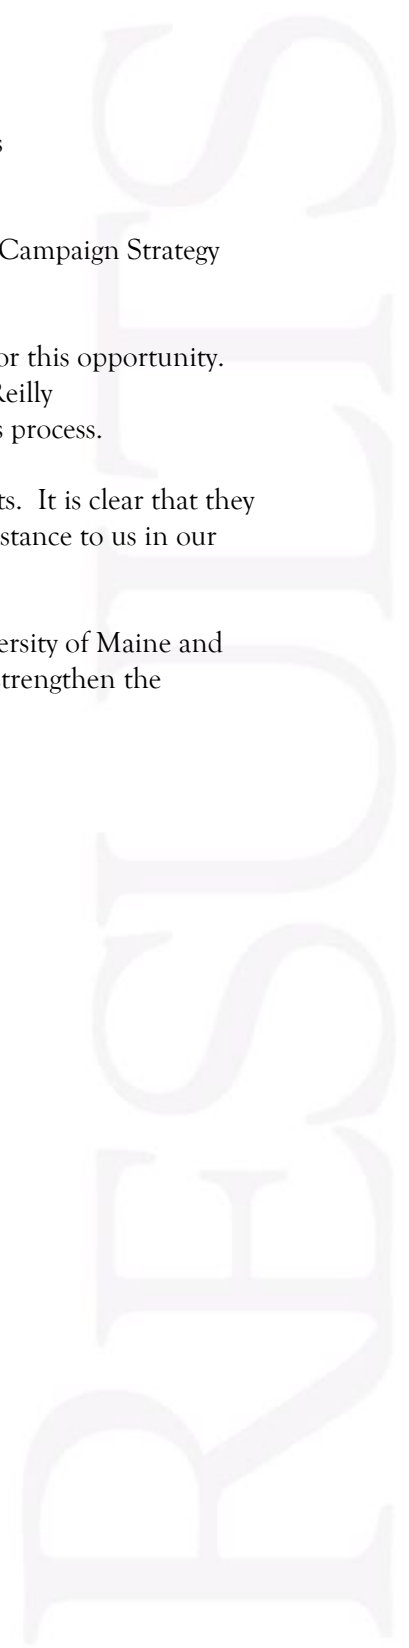 s
Campaign Strategy
or this opportunity.
Reilly
s process.
ts.  It is clear that they
stance to us in our
ersity of Maine and
strengthen the
RESULTS